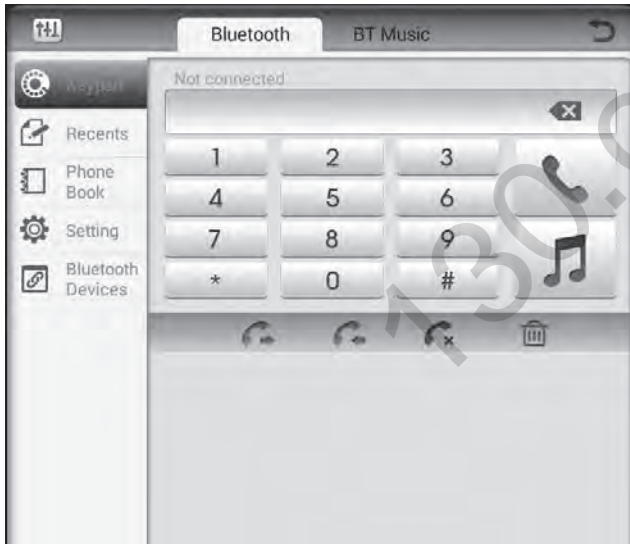 Bluetooth BT Music
Keypad
Not connected
Recents
Phone
Book
Setting
Bluetooth
Devices
1 2 3
4 5 6
7 8 9
* 0 #
130.